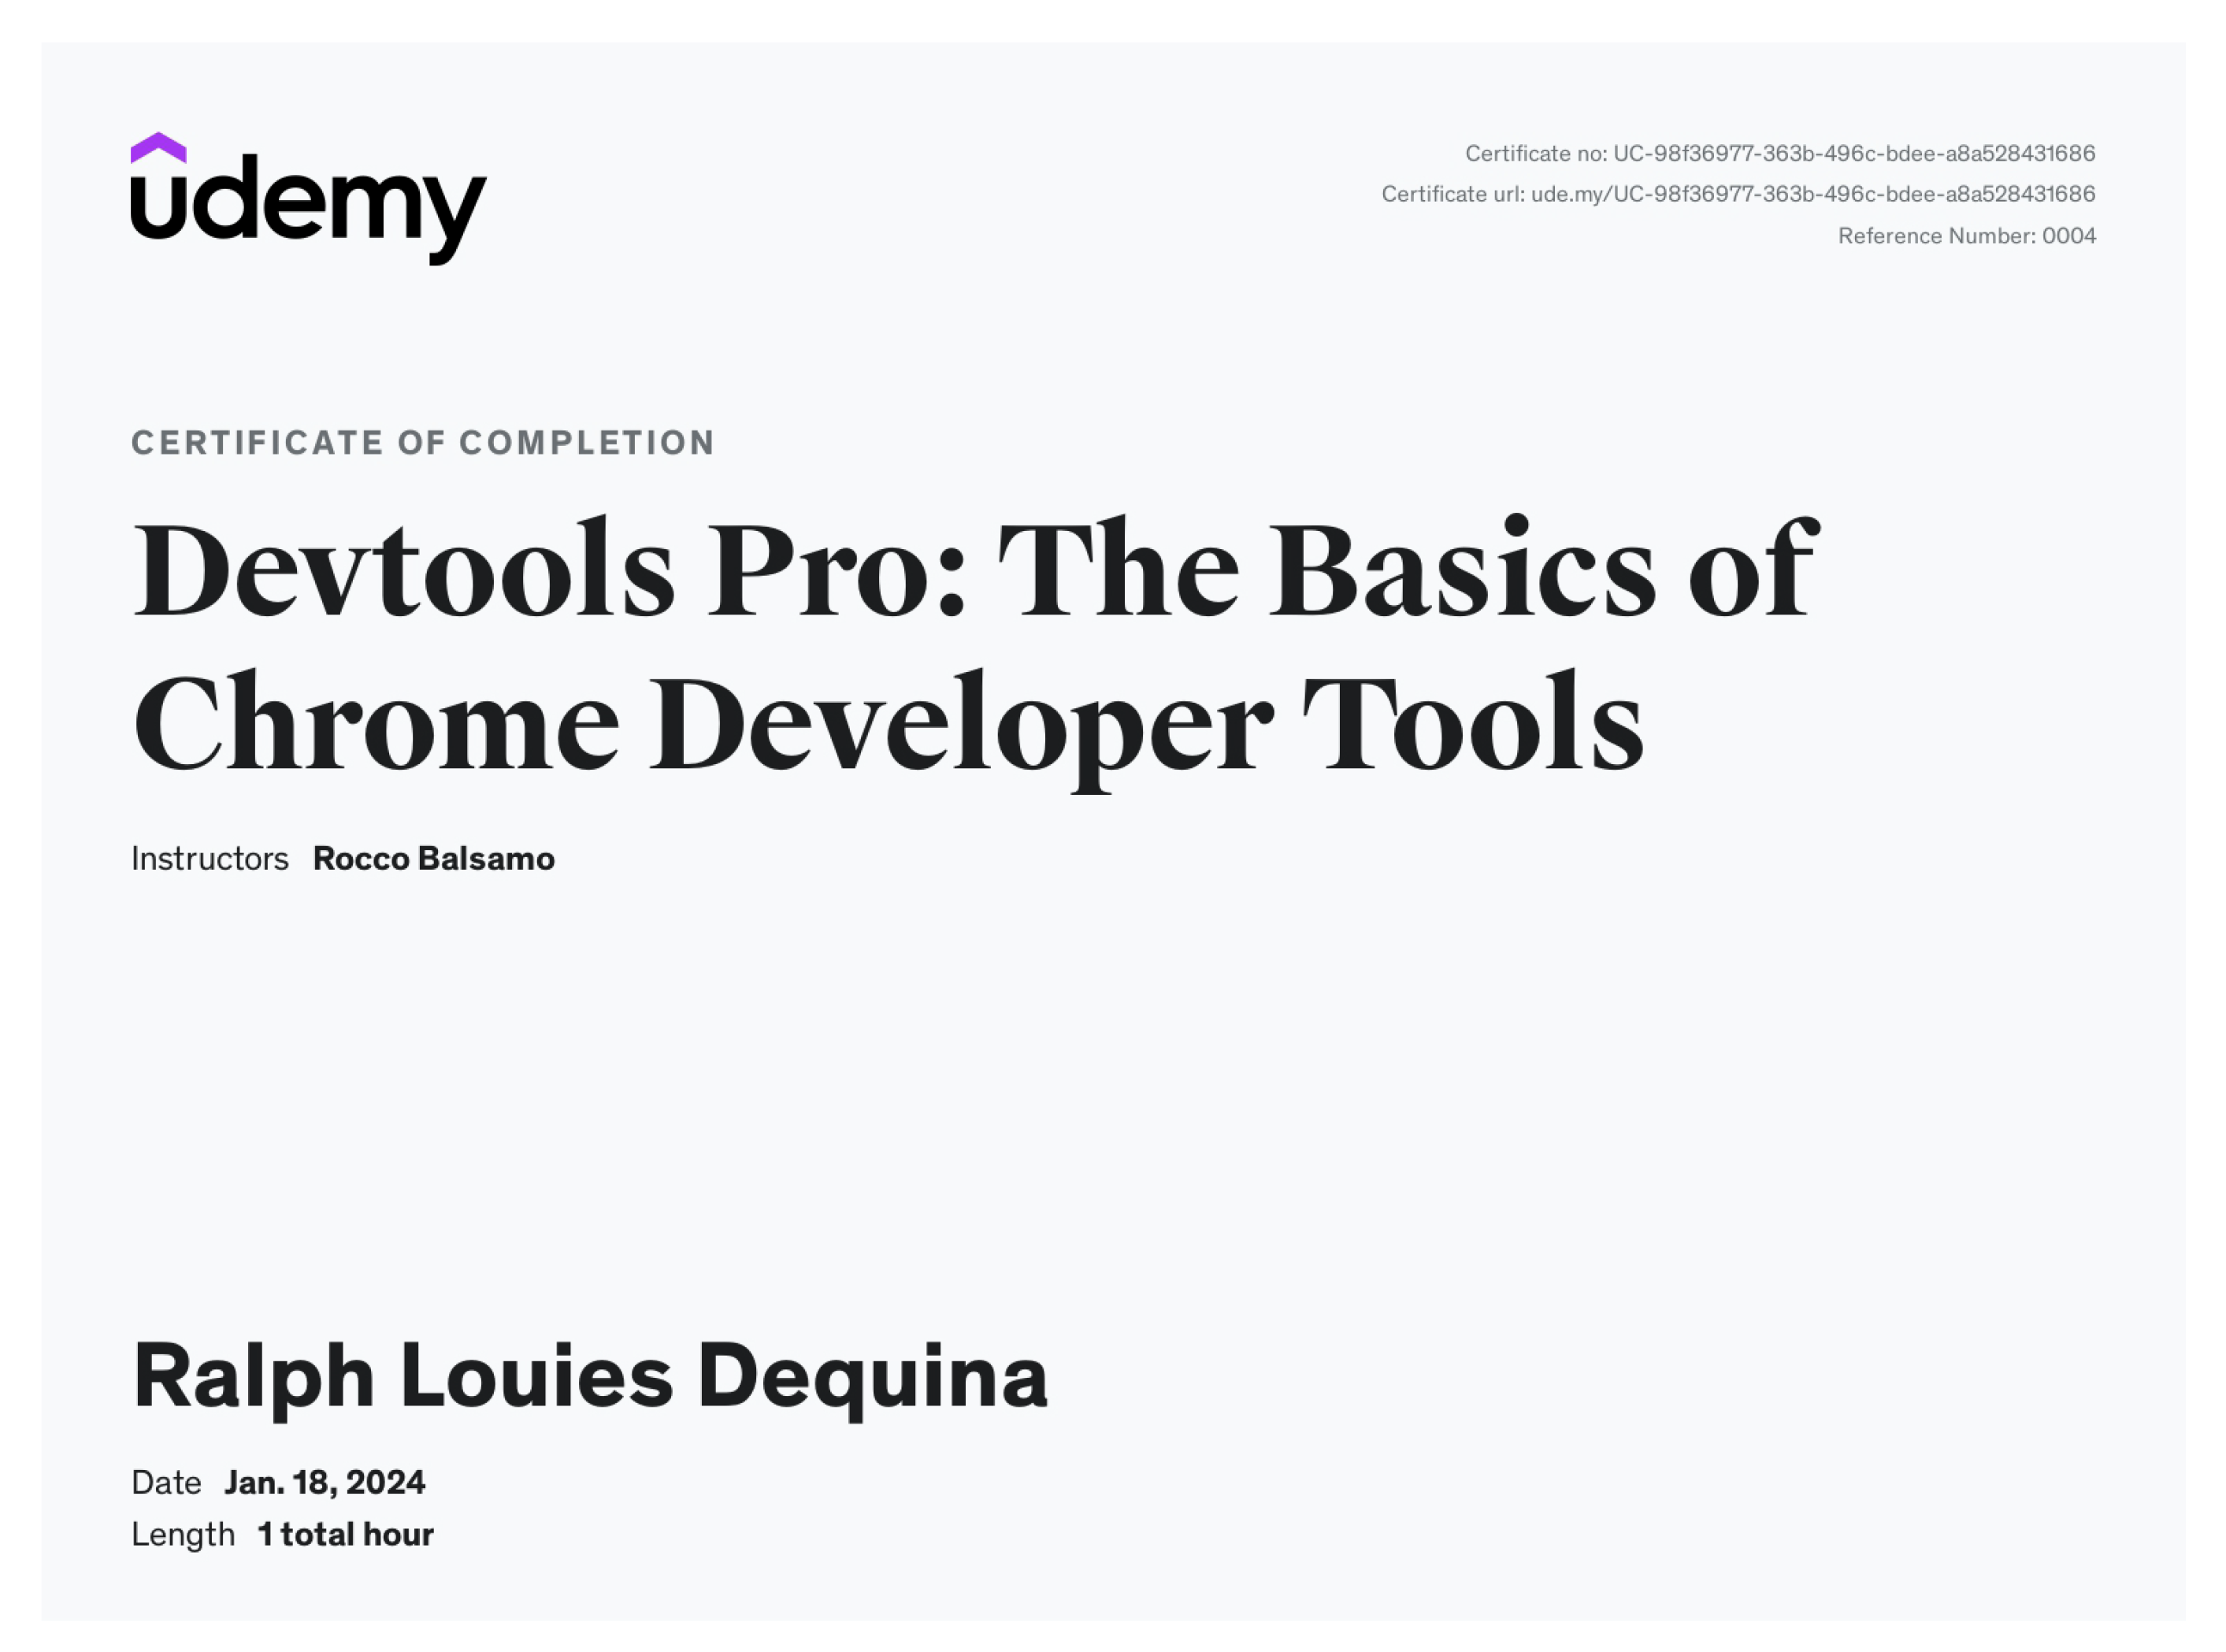 udemy
Certificate no: UC-98f36977-363b-496c-bdee-a8a528431686
Certificate url: ude.my/UC-98f36977-363b-496c-bdee-a8a528431686
Reference Number: 0004
CERTIFICATE OF COMPLETION
Devtools Pro: The Basics of
Chrome Developer Tools
Instructors Rocco Balsamo
Ralph Louies Dequina
Date Jan. 18, 2024
Length 1 total hour